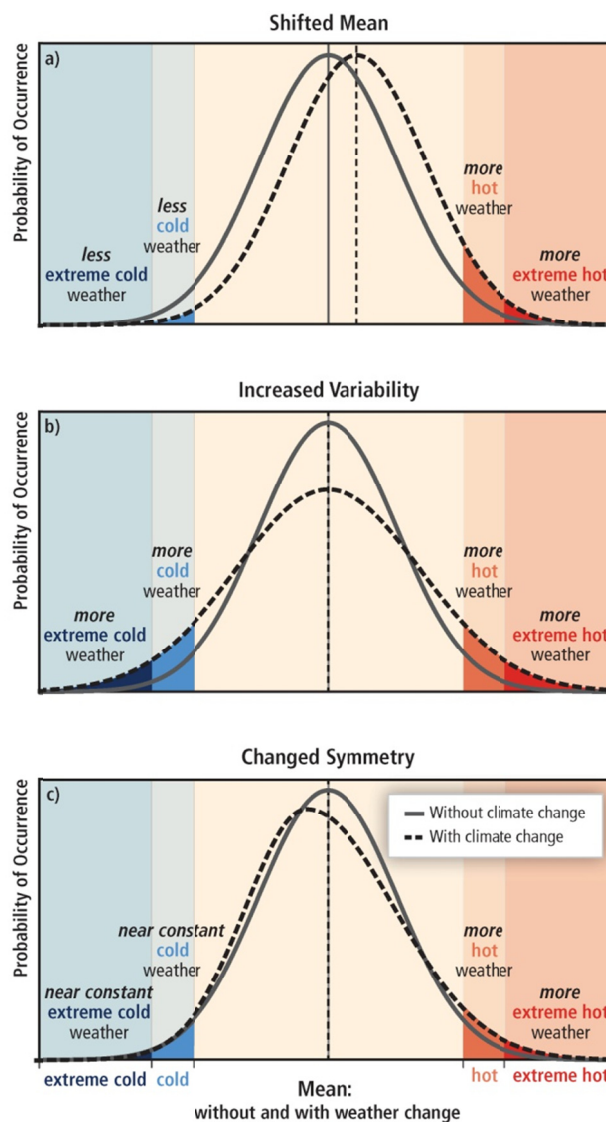 Shifted Mean
a)
Probability of Occurrence
less
cold
weather
less
extreme cold
weather
more
hot
weather
more
extreme hot
weather
Increased Variability
b)
Probability of Occurrence
more
cold
weather
more
extreme cold
weather
more
hot
weather
more
extreme hot
weather
Changed Symmetry
c)
Probability of Occurrence
Without climate change
With climate change
near constant
cold
weather
near constant
extreme cold
weather
more
hot
weather
more
extreme hot
weather
extreme cold
cold
Mean:
without and with weather change
hot
extreme hot